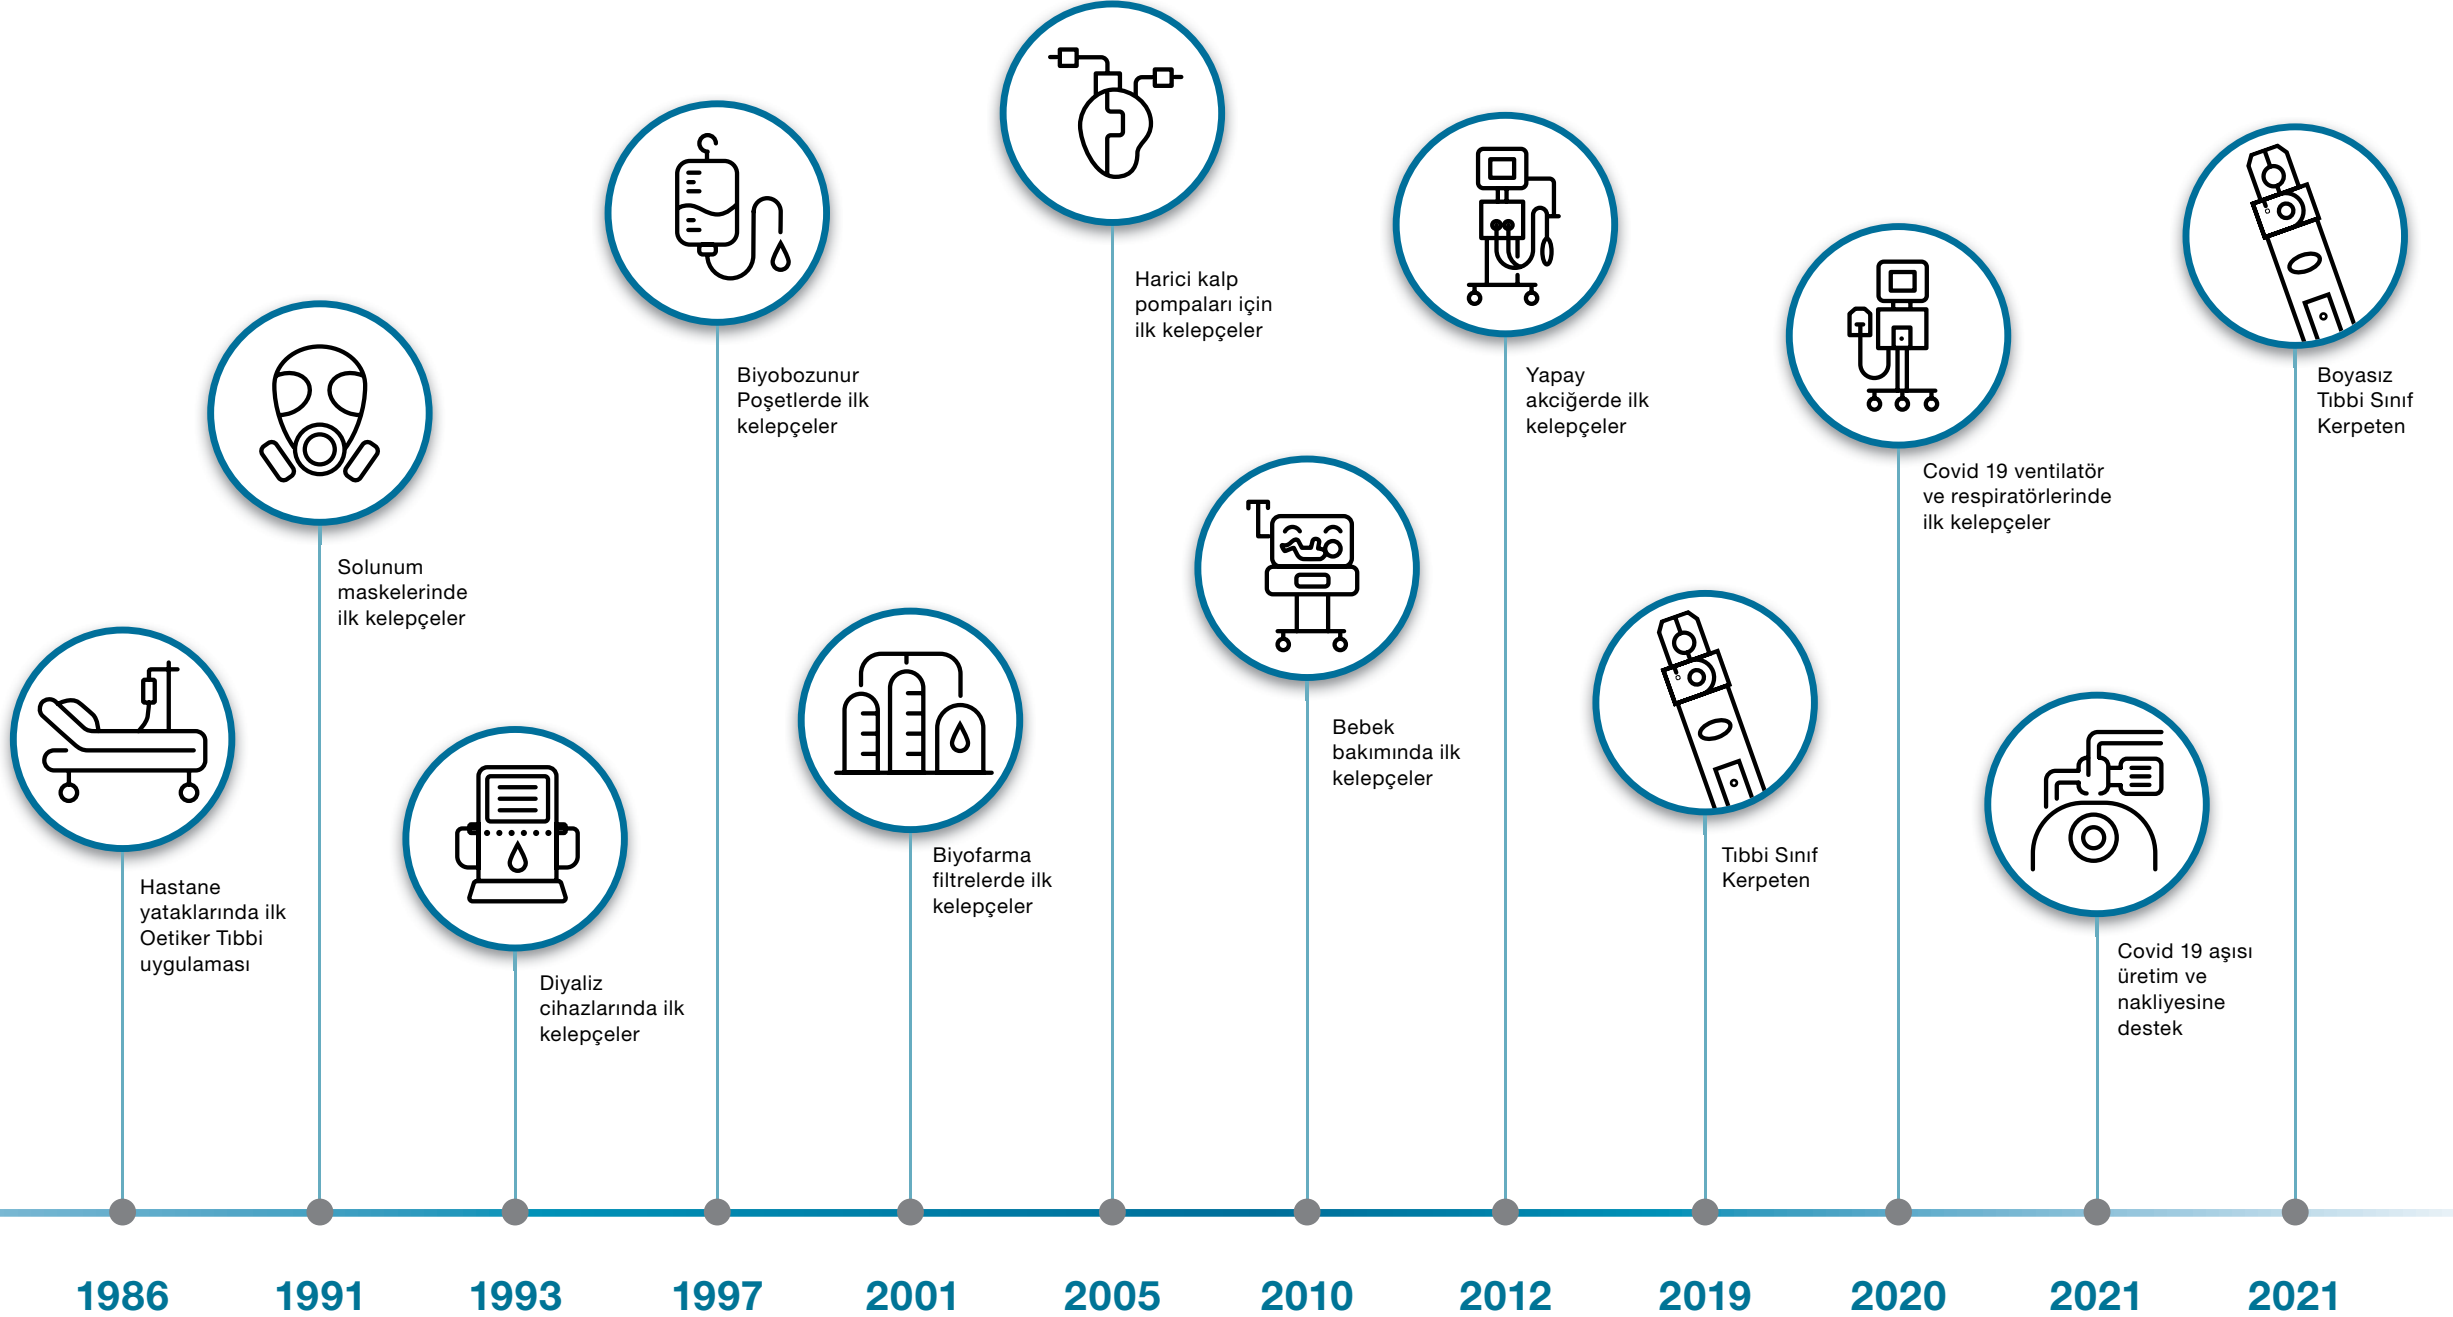 Hastane
yataklarında ilk
Oetiker Tıbbi
uygulaması
Solunum
maskelerinde
ilk kelepçeler
Diyaliz
cihazlarında ilk
kelepçeler
Biyobozunur
Poşetlerde ilk
kelepçeler
Biyofarma
filtrelerde ilk
kelepçeler
Harici kalp
pompaları için
ilk kelepçeler
Bebek
bakımında ilk
kelepçeler
Yapay
akciğerde ilk
kelepçeler
Tıbbi Sınıf
Kerpeten
Covid 19 ventilatör
ve respiratörlerinde
ilk kelepçeler
Covid 19 aşısı
üretim ve
nakliyesine
destek
Boyasız
Tıbbi Sınıf
Kerpeten
1986 1991 1993 1997 2001 2005 2010 2012 2019 2020 2021 2021